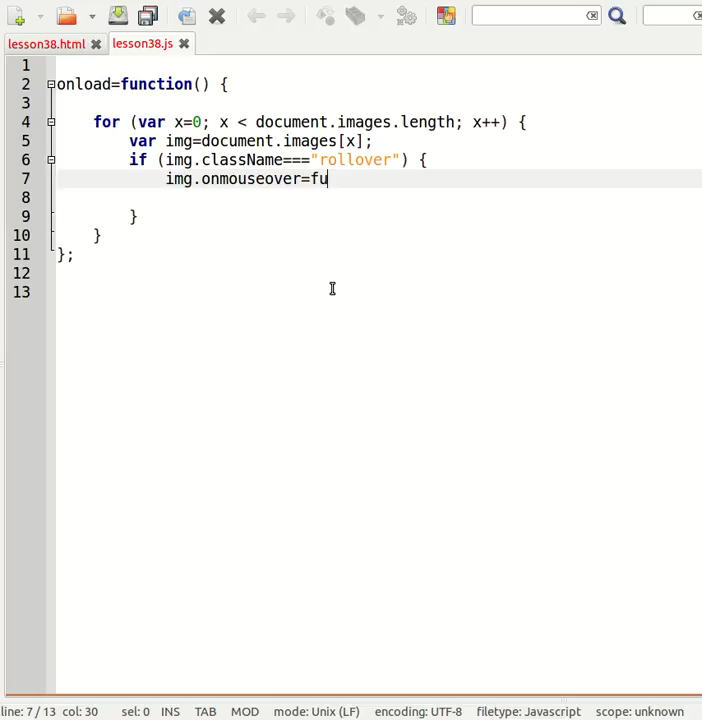 lesson38.html
lesson38.js
1
2 onload=function() {
3
4 for (var x=0; x < document.images.length; x++) {
5 var img=document.images[x];
6 if (img.className==="rollover") {
7 img.onmouseover=fu
8
9 }
10 }
11 };
12
13
line: 7 / 13 col: 30 sel: 0 INS TAB MOD mode: Unix (LF) encoding: UTF-8 filetype: Javascript scope: unknown